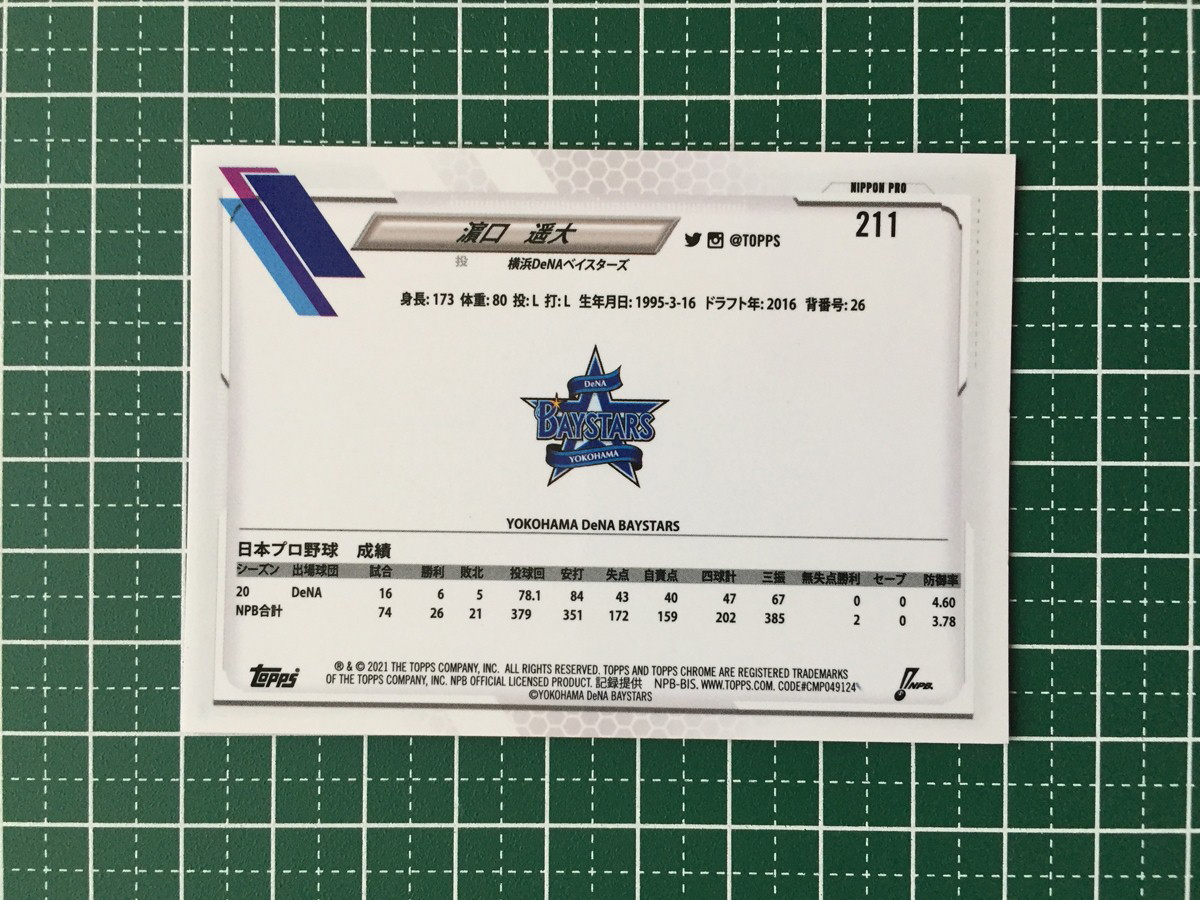 NIPPON PRO
211
濵口 遥大
@TOPPS
投
横浜DeNAベイスターズ
身長: 173 体重: 80 投: L 打: L 生年月日: 1995-3-16 ドラフト年: 2016 背番号: 26
DeNA
BAYSTARS
YOKOHAMA
YOKOHAMA DeNA BAYSTARS
日本プロ野球 成績
シーズン 出場球団 試合 勝利 敗北 投球回 安打 失点 自責点 四球計 三振 無失点勝利 セーブ 防御率
20 DeNA 16 6 5 78.1 84 43 40 47 67 0 0 4.60
NPB合計 74 26 21 379 351 172 159 202 385 2 0 3.78
topps
® & © 2021 THE TOPPS COMPANY, INC. ALL RIGHTS RESERVED. TOPPS AND TOPPS CHROME ARE REGISTERED TRADEMARKS
OF THE TOPPS COMPANY, INC. NPB OFFICIAL LICENSED PRODUCT. 記録提供 NPB-BIS. WWW.TOPPS.COM. CODE#CMP049124
©YOKOHAMA DeNA BAYSTARS
NPB.